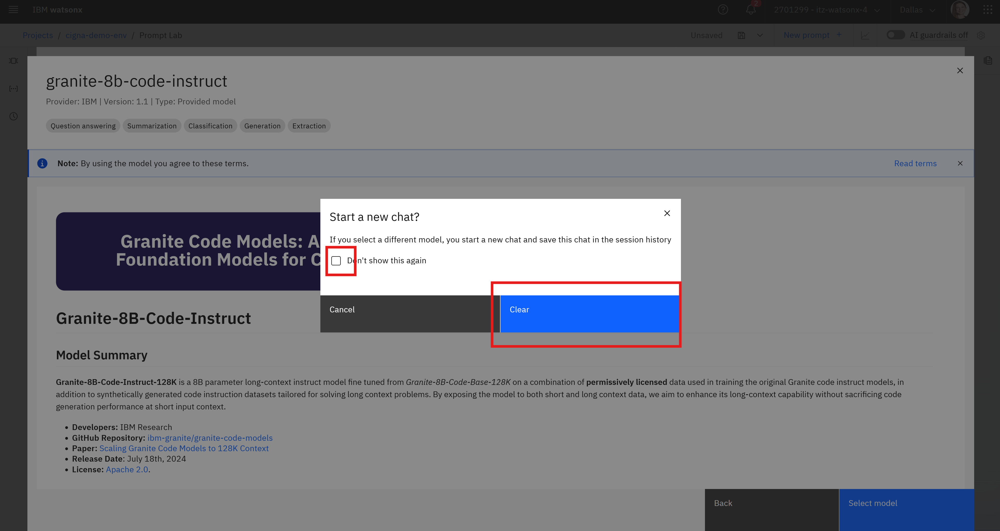 IBM watsonx
2
2701299 - itz-watsonx-4
Dallas
Projects / cigna-demo-env / Prompt Lab
Unsaved
New prompt +
AI guardrails off
granite-8b-code-instruct
Provider: IBM | Version: 1.1 | Type: Provided model
Question answering
Summarization
Classification
Generation
Extraction
Note: By using the model you agree to these terms.
Read terms
Granite Code Models: A
Foundation Models for C
Start a new chat?
If you select a different model, you start a new chat and save this chat in the session history
Don't show this again
Cancel
Clear
Granite-8B-Code-Instruct
Model Summary
Granite-8B-Code-Instruct-128K is a 8B parameter long-context instruct model fine tuned from Granite-8B-Code-Base-128K on a combination of permissively licensed data used in training the original Granite code instruct models, in
addition to synthetically generated code instruction datasets tailored for solving long context problems. By exposing the model to both short and long context data, we aim to enhance its long-context capability without sacrificing code
generation performance at short input context.
• Developers: IBM Research
• GitHub Repository: ibm-granite/granite-code-models
• Paper: Scaling Granite Code Models to 128K Context
• Release Date: July 18th, 2024
• License: Apache 2.0.
Back
Select model